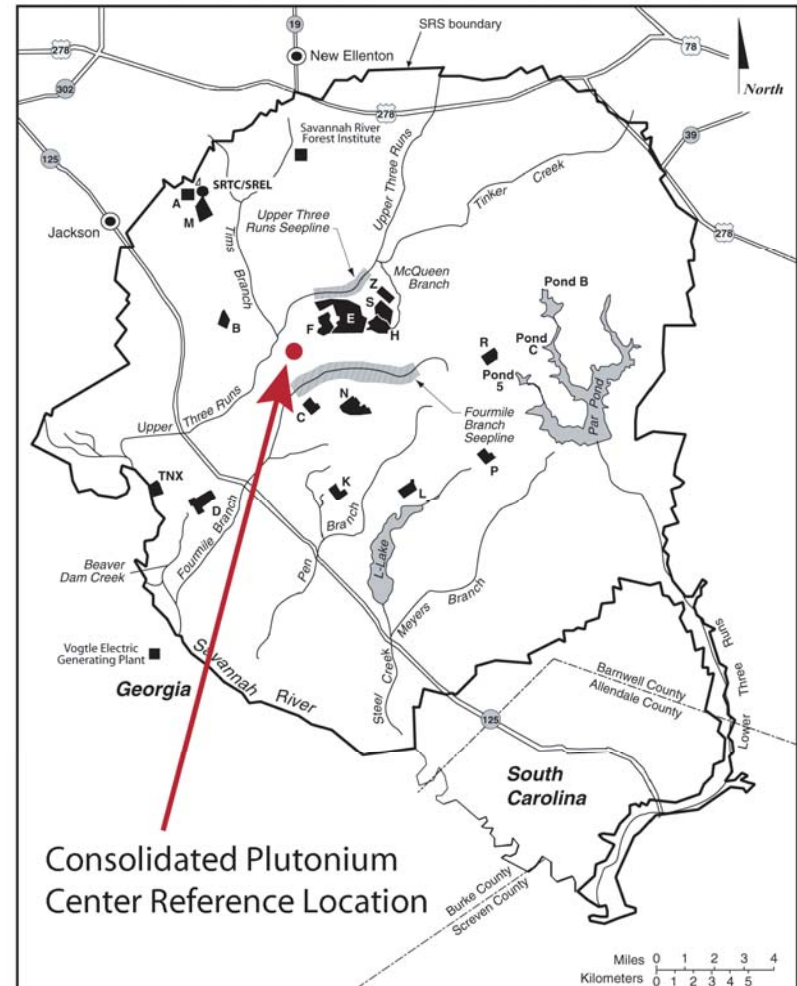 SRS boundary
19
278
New Ellenton
78
302
278
North
Savannah River
Forest Institute
39
125
4
SRTC/SREL
A
M
Upper Three Runs
Tinker Creek
Jackson
Tims Branch
Upper Three
Runs Seepline
278
McQueen
Branch
Z
S
E
F
H
B
Pond B
Pond
C
R
Pond
5
Par Pond
C
N
Upper Three Runs
Fourmile
Branch
Seepline
P
TNX
D
K
L
Fourmile Branch
Pen Branch
L-Lake
Beaver
Dam Creek
Meyers Branch
Vogtle Electric
Generating Plant
Savannah River
Georgia
Steel Creek
Lower Three Runs
Barnwell County
Allendale County
125
South
Carolina
Consolidated Plutonium
Center Reference Location
Burke County
Screven County
Miles 0 1 2 3 4
Kilometers 0 1 2 3 4 5